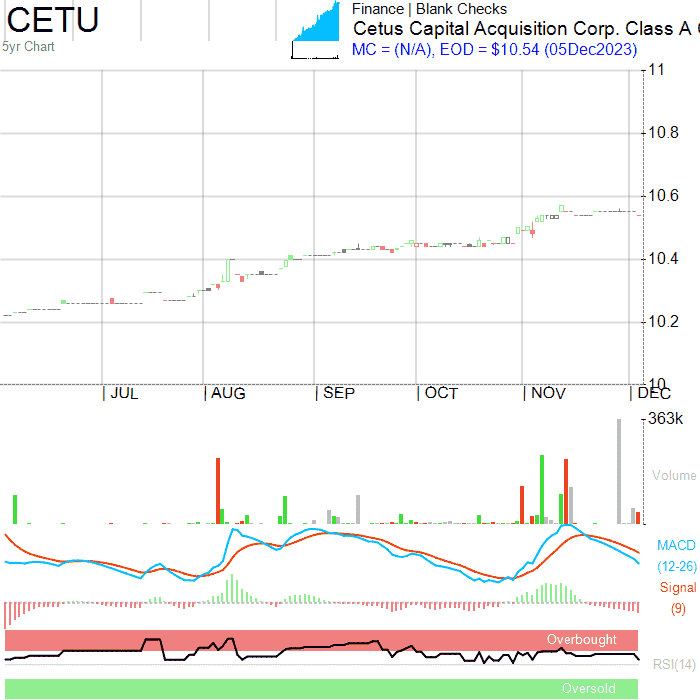 CETU
5yr Chart
Finance | Blank Checks
Cetus Capital Acquisition Corp. Class A
MC = (N/A), EOD = $10.54 (05Dec2023)
11
10.8
10.6
10.4
10.2
10
| JUL | AUG | SEP | OCT | NOV | DEC
363k
Volume
MACD
(12-26)
Signal
(9)
Overbought
RSI(14)
Oversold